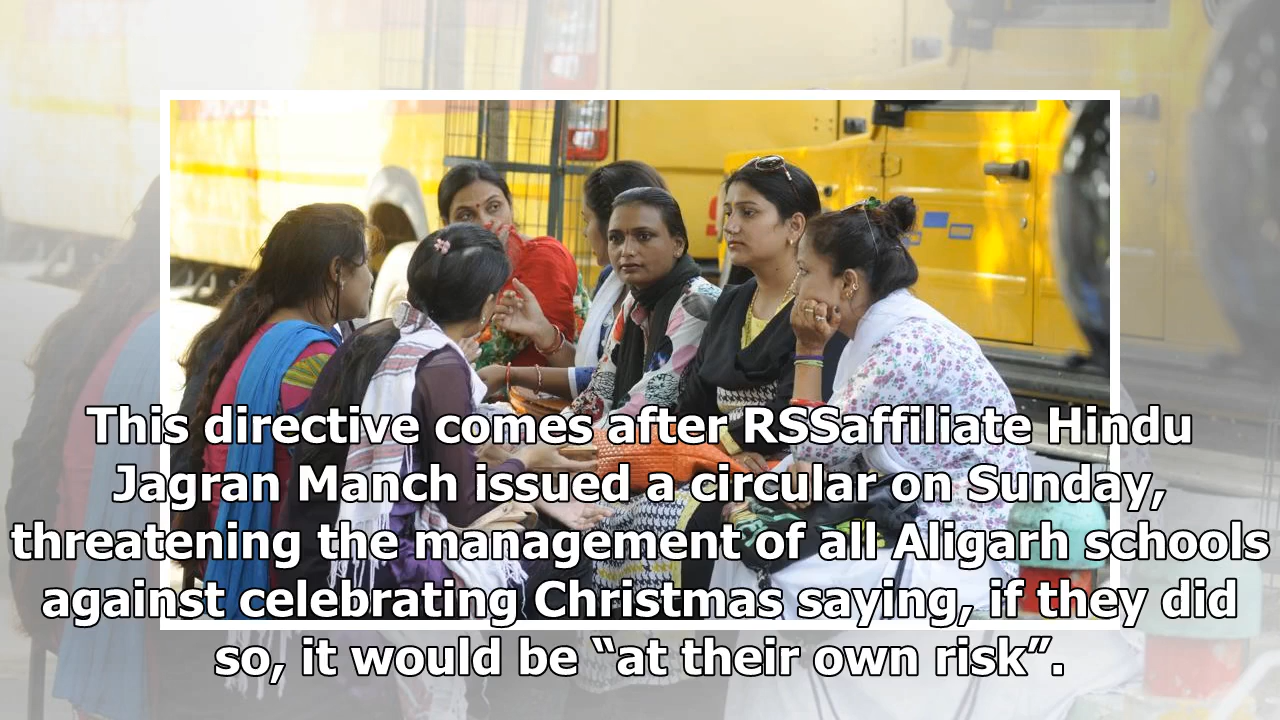 This directive comes after RSSaffiliate Hindu
Jagran Manch issued a circular on Sunday,
threatening the management of all Aligarh schools
against celebrating Christmas saying, if they did
so, it would be “at their own risk”.